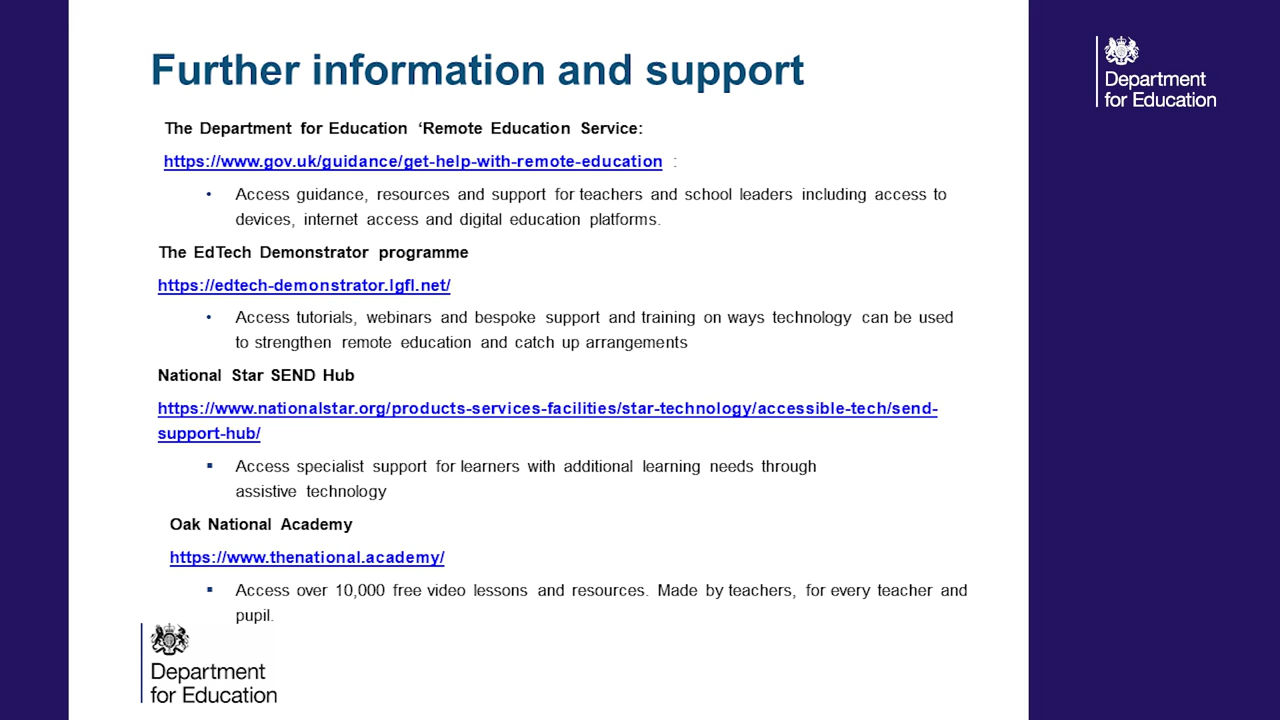 Further information and support
Department
for Education
The Department for Education ‘Remote Education Service:
https://www.gov.uk/guidance/get-help-with-remote-education :
• Access guidance, resources and support for teachers and school leaders including access to
devices, internet access and digital education platforms.
The EdTech Demonstrator programme
https://edtech-demonstrator.lgfl.net/
• Access tutorials, webinars and bespoke support and training on ways technology can be used
to strengthen remote education and catch up arrangements
National Star SEND Hub
https://www.nationalstar.org/products-services-facilities/star-technology/accessible-tech/send-
support-hub/
▪ Access specialist support for learners with additional learning needs through
assistive technology
Oak National Academy
https://www.thenational.academy/
▪ Access over 10,000 free video lessons and resources. Made by teachers, for every teacher and
pupil.
Department
for Education